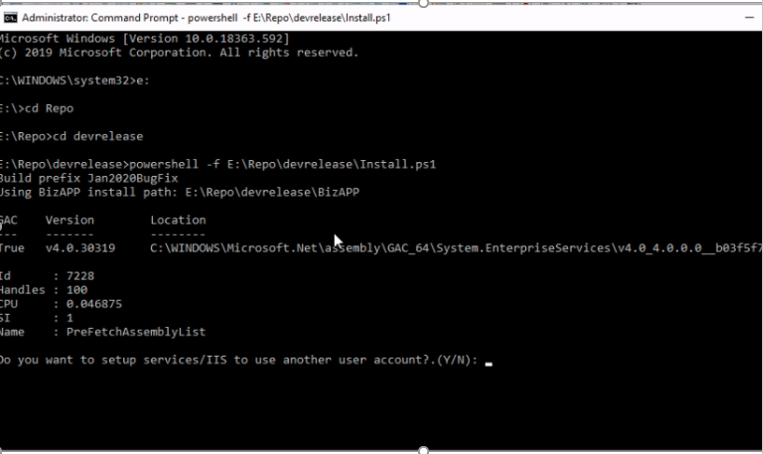 Administrator: Command Prompt - powershell -f E:\Repo\devrelease\Install.ps1
Microsoft Windows [Version 10.0.18363.592]
(c) 2019 Microsoft Corporation. All rights reserved.
C:\WINDOWS\system32>e:
E:\>cd Repo
E:\Repo>cd devrelease
E:\Repo\devrelease>powershell -f E:\Repo\devrelease\Install.ps1
Build prefix Jan2020BugFix
Using BizAPP install path: E:\Repo\devrelease\BizAPP
GAC Version Location
--- ------- --------
True v4.0.30319 C:\WINDOWS\Microsoft.Net\assembly\GAC_64\System.EnterpriseServices\v4.0_4.0.0.0__b03f5f7
Id : 7228
Handles : 100
CPU : 0.046875
SI : 1
Name : PreFetchAssemblyList
Do you want to setup services/IIS to use another user account?.(Y/N):